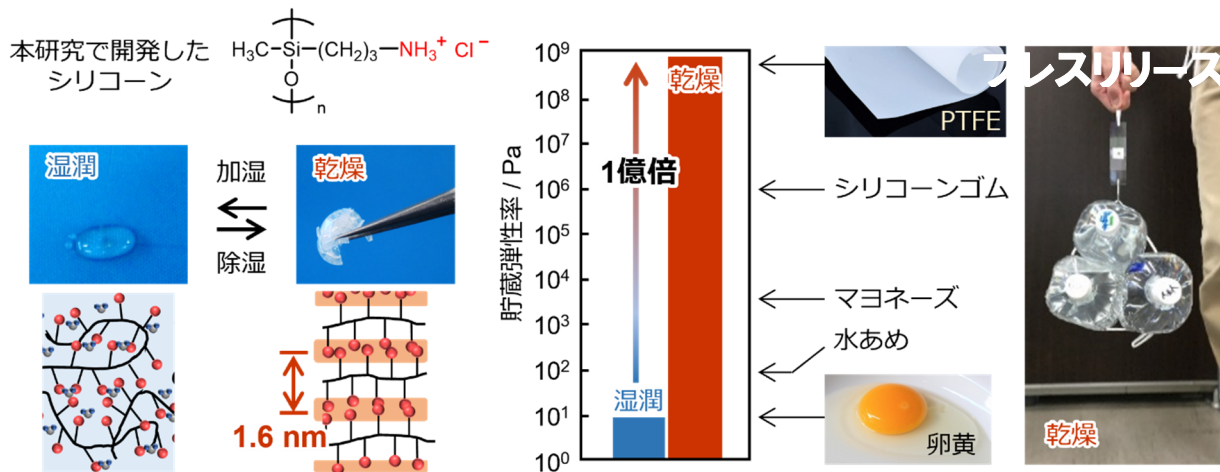 本研究で開発した
シリコーン
H₃C–Si–(CH₂)₃–NH₃⁺ Cl⁻
O
n
湿潤
加湿
除湿
乾燥
1.6 nm
貯蔵弾性率 / Pa
10⁹
10⁸
10⁷
10⁶
10⁵
10⁴
10³
10²
10¹
10⁰
1億倍
湿潤
乾燥
PTFE
シリコーンゴム
マヨネーズ
水あめ
卵黄
プレスリリース
乾燥